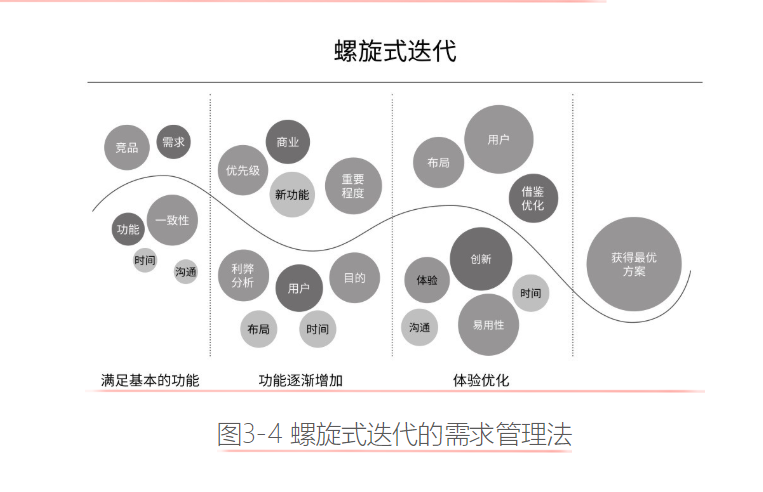 螺旋式迭代
竞品
需求
一致性
功能
时间
沟通
商业
优先级
新功能
重要
程度
利弊
分析
用户
目的
布局
时间
用户
布局
借鉴
优化
创新
体验
时间
沟通
易用性
获得最优
方案
满足基本的功能
功能逐渐增加
体验优化
图3-4 螺旋式迭代的需求管理法